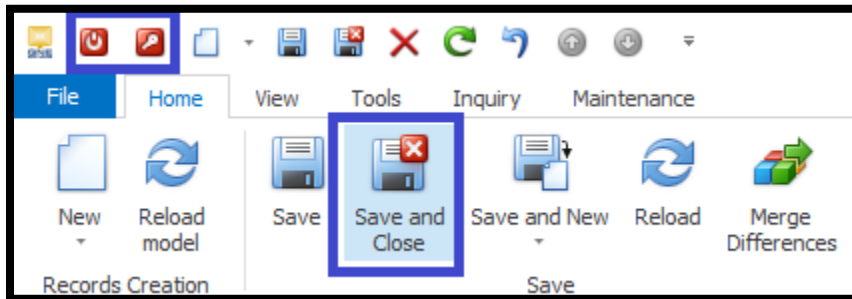 File Home View Tools Inquiry Maintenance
New Reload model Save Save and Close Save and New Reload Merge Differences
Records Creation Save